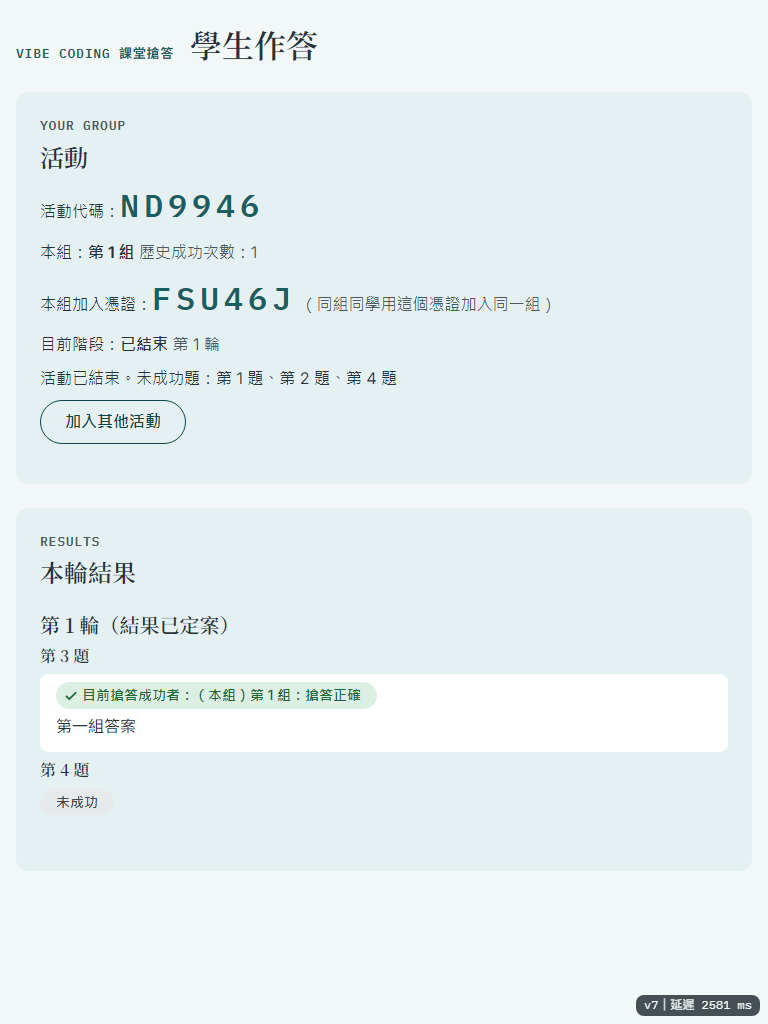 VIBE CODING 課堂搶答 學生作答
YOUR GROUP
活動
活動代碼：ND9946
本組：第 1 組 歷史成功次數：1
本組加入憑證：FSU46J （同組同學用這個憑證加入同一組）
目前階段：已結束 第 1 輪
活動已結束。未成功題：第 1 題、第 2 題、第 4 題
加入其他活動
RESULTS
本輪結果
第 1 輪（結果已定案）
第 3 題
✓ 目前搶答成功者：（本組）第 1 組：搶答正確
第一組答案
第 4 題
未成功
v7｜延遲 2581 ms